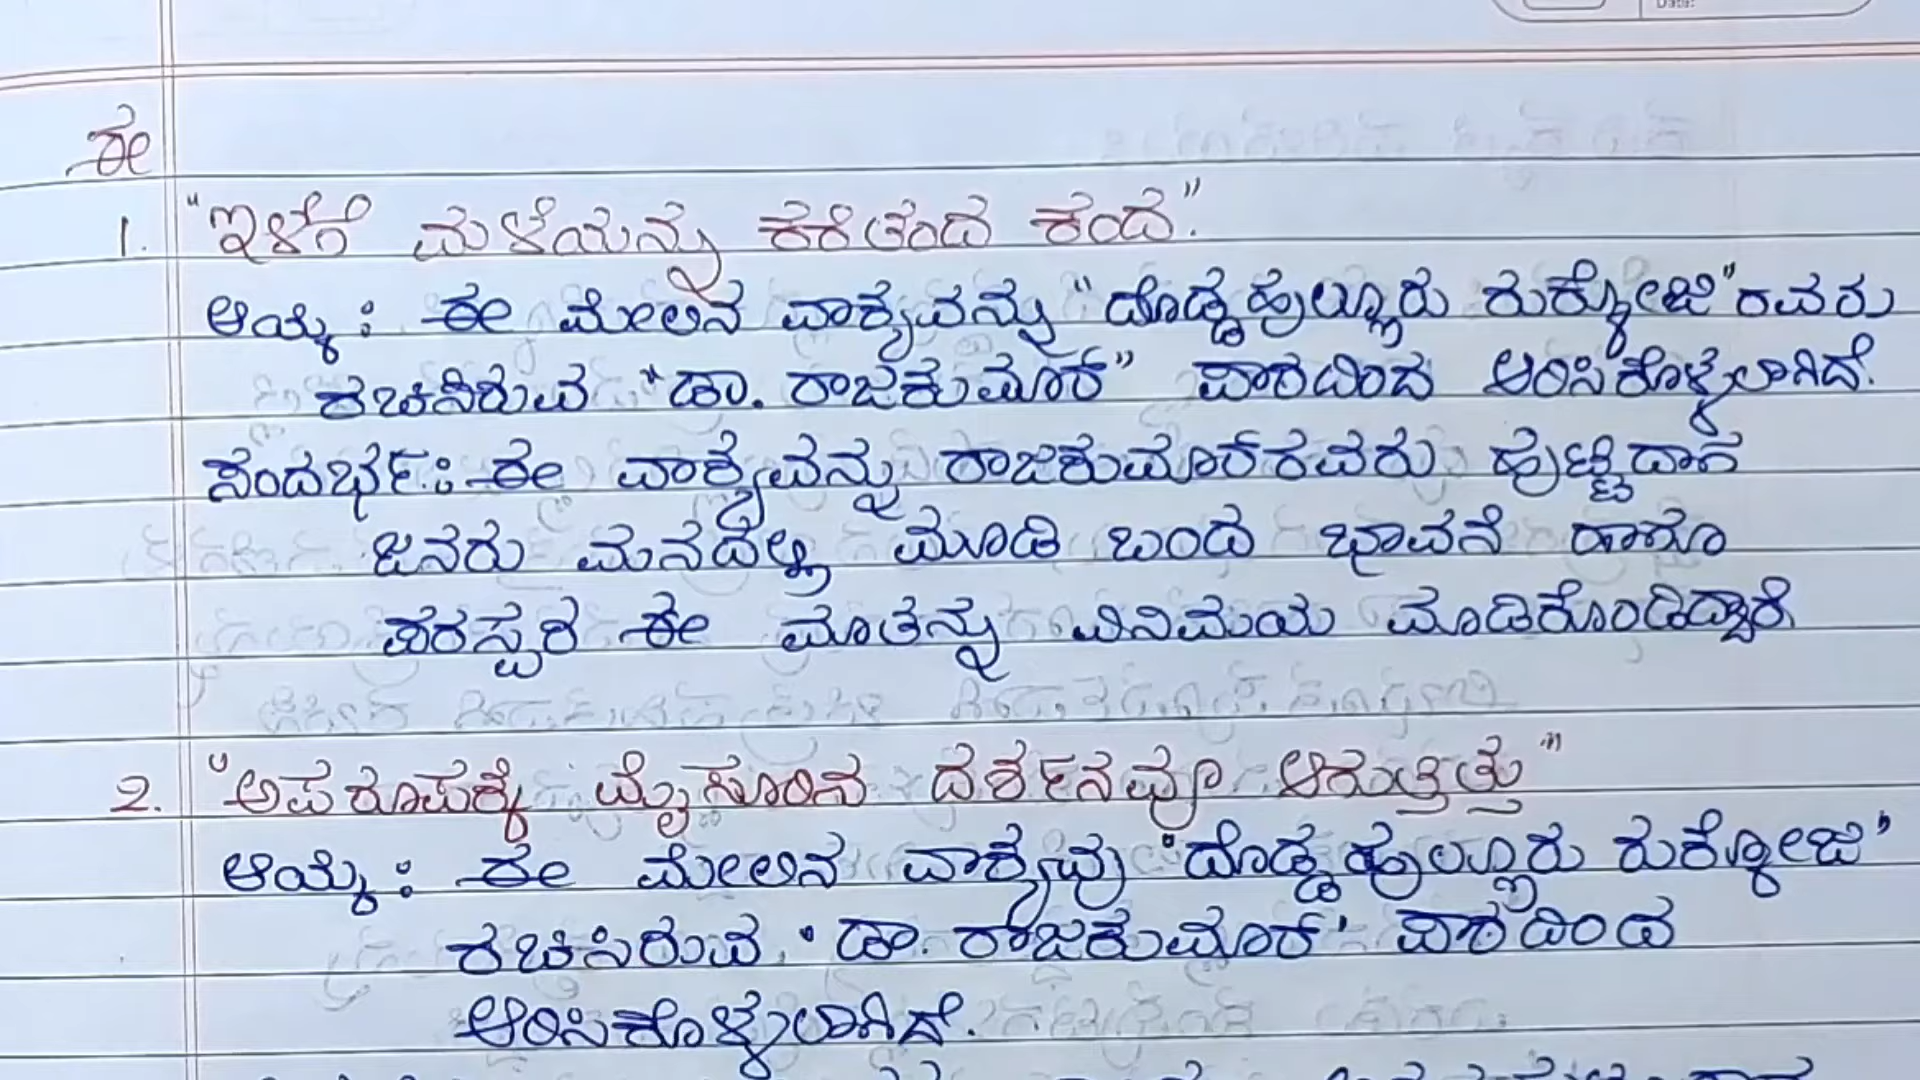 ಈ
1. "ಇಳೆಗೆ ಮಳೆಯನ್ನು ಕರೆತಂದ ಕಂದ".
ಆಯ್ಕೆ : ಈ ಮೇಲಿನ ವಾಕ್ಯವನ್ನು "ದೊಡ್ಡಹುಲ್ಲೂರು ರುಕ್ಕೋಜಿ" ರವರು
ರಚಿಸಿರುವ "ಡಾ. ರಾಜಕುಮಾರ್" ಪಾಠದಿಂದ ಆರಿಸಿಕೊಳ್ಳಲಾಗಿದೆ.
ಸಂದರ್ಭ : ಈ ವಾಕ್ಯವನ್ನು ರಾಜಕುಮಾರ್‌ರವರು ಹುಟ್ಟಿದಾಗ
ಜನರು ಮನದಲ್ಲಿ ಮೂಡಿ ಬಂದ ಭಾವನೆ ಹಾಗೂ
ಪರಸ್ಪರ ಈ ಮಾತನ್ನು ವಿನಿಮಯ ಮಾಡಿಕೊಂಡಿದ್ದಾರೆ
2. "ಅಪರೂಪಕ್ಕೆ ಮೈಸೂರಿನ ದರ್ಶನವೂ ಆಗುತ್ತಿತ್ತು"
ಆಯ್ಕೆ : ಈ ಮೇಲಿನ ವಾಕ್ಯವು 'ದೊಡ್ಡಹುಲ್ಲೂರು ರುಕ್ಕೋಜಿ'
ರಚಿಸಿರುವ 'ಡಾ. ರಾಜಕುಮಾರ್' ಪಾಠದಿಂದ
ಆರಿಸಿಕೊಳ್ಳಲಾಗಿದೆ.